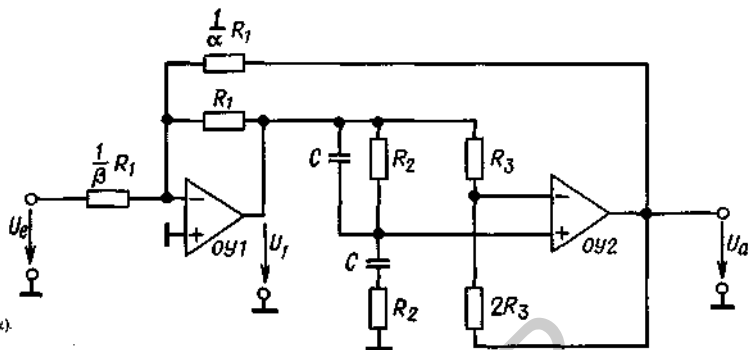 1/α R₁
R₁
1/β R₁
C
R₂
R₃
Uₑ
ОУ1
U₁
C
R₂
2R₃
ОУ2
Uₐ
α).